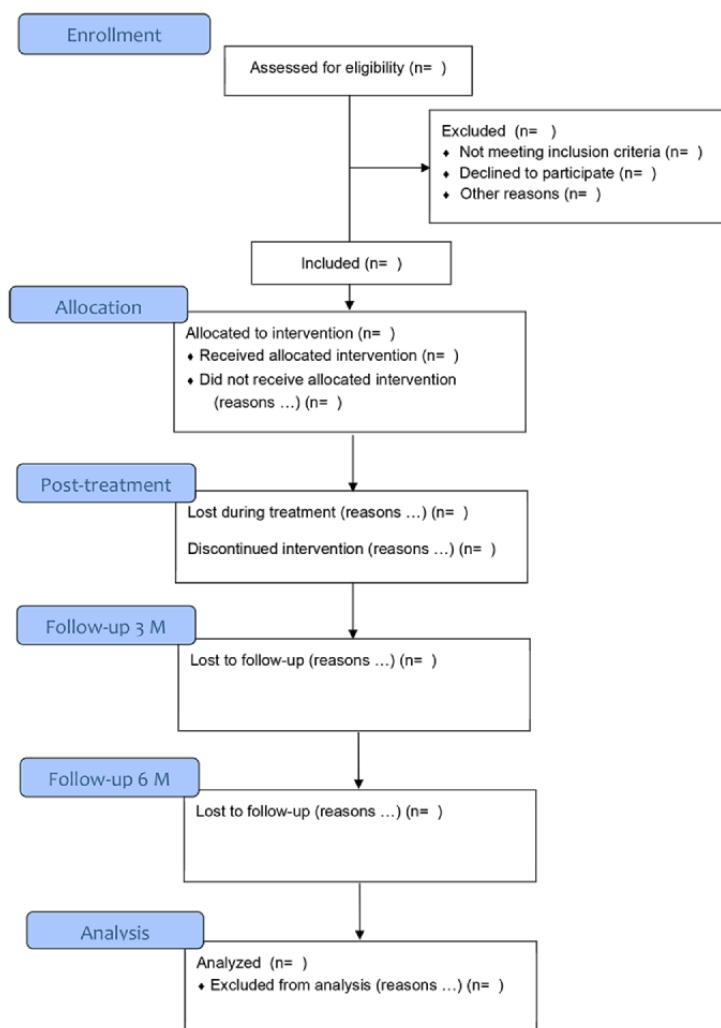 Enrollment
Assessed for eligibility (n= )
Excluded (n= )
♦ Not meeting inclusion criteria (n= )
♦ Declined to participate (n= )
♦ Other reasons (n= )
Included (n= )
Allocation
Allocated to intervention (n= )
♦ Received allocated intervention (n= )
♦ Did not receive allocated intervention
(reasons …) (n= )
Post-treatment
Lost during treatment (reasons …) (n= )
Discontinued intervention (reasons …) (n= )
Follow-up 3 M
Lost to follow-up (reasons …) (n= )
Follow-up 6 M
Lost to follow-up (reasons …) (n= )
Analysis
Analyzed (n= )
♦ Excluded from analysis (reasons …) (n= )